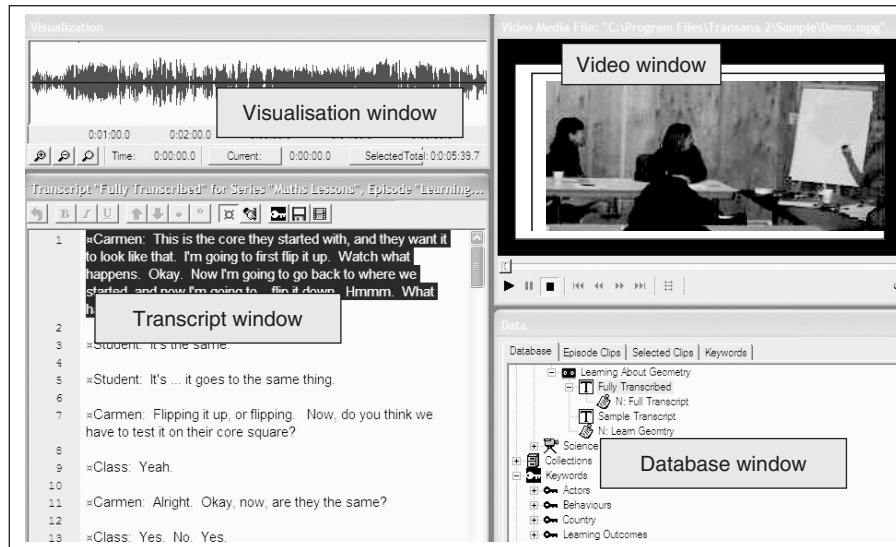 Visualization
Visualisation window
0:01:00.0 0:02:00.0
Time: 0:00:00.0 Current: 0:00:00.0 Selected Total: 0:0:05:39.7
Transcript "Fully Transcribed" for Series "Maths Lessons", Episode "Learning...
B I U
1 ¤Carmen: This is the core they started with, and they want it
to look like that. I'm going to first flip it up. Watch what
happens. Okay. Now I'm going to go back to where we
started, and now I'm going to... flip it down. Hmmm. What
Transcript window
2
3 ¤Student: It's the same.
4
5 ¤Student: It's ... it goes to the same thing.
6
7 ¤Carmen: Flipping it up, or flipping. Now, do you think we
have to test it on their core square?
8
9 ¤Class: Yeah.
10
11 ¤Carmen: Alright. Okay, now, are they the same?
12
13 ¤Class: Yes. No. Yes.
Video Media File: "C:\Program Files\Transana 2\Sample\Demo.mpg"
Video window
Data
Database Episode Clips Selected Clips Keywords
Learning About Geometry
T Fully Transcribed
N: Full Transcript
T Sample Transcript
N: Learn Geomtry
Science
Collections
Database window
Keywords
Actors
Behaviours
Country
Learning Outcomes